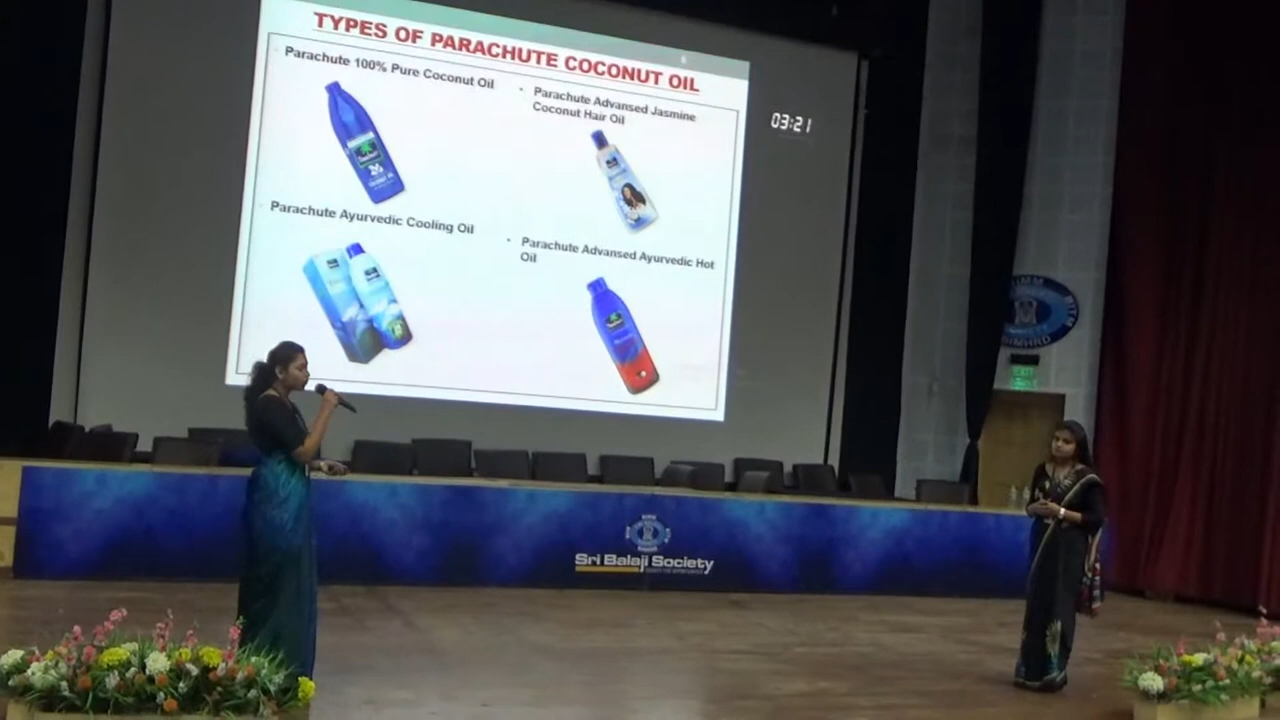 TYPES OF PARACHUTE COCONUT OIL
Parachute 100% Pure Coconut Oil
• Parachute Advansed Jasmine
Coconut Hair Oil
03:21
Parachute Ayurvedic Cooling Oil
• Parachute Advansed Ayurvedic Hot
Oil
EXIT
Sri Balaji Society